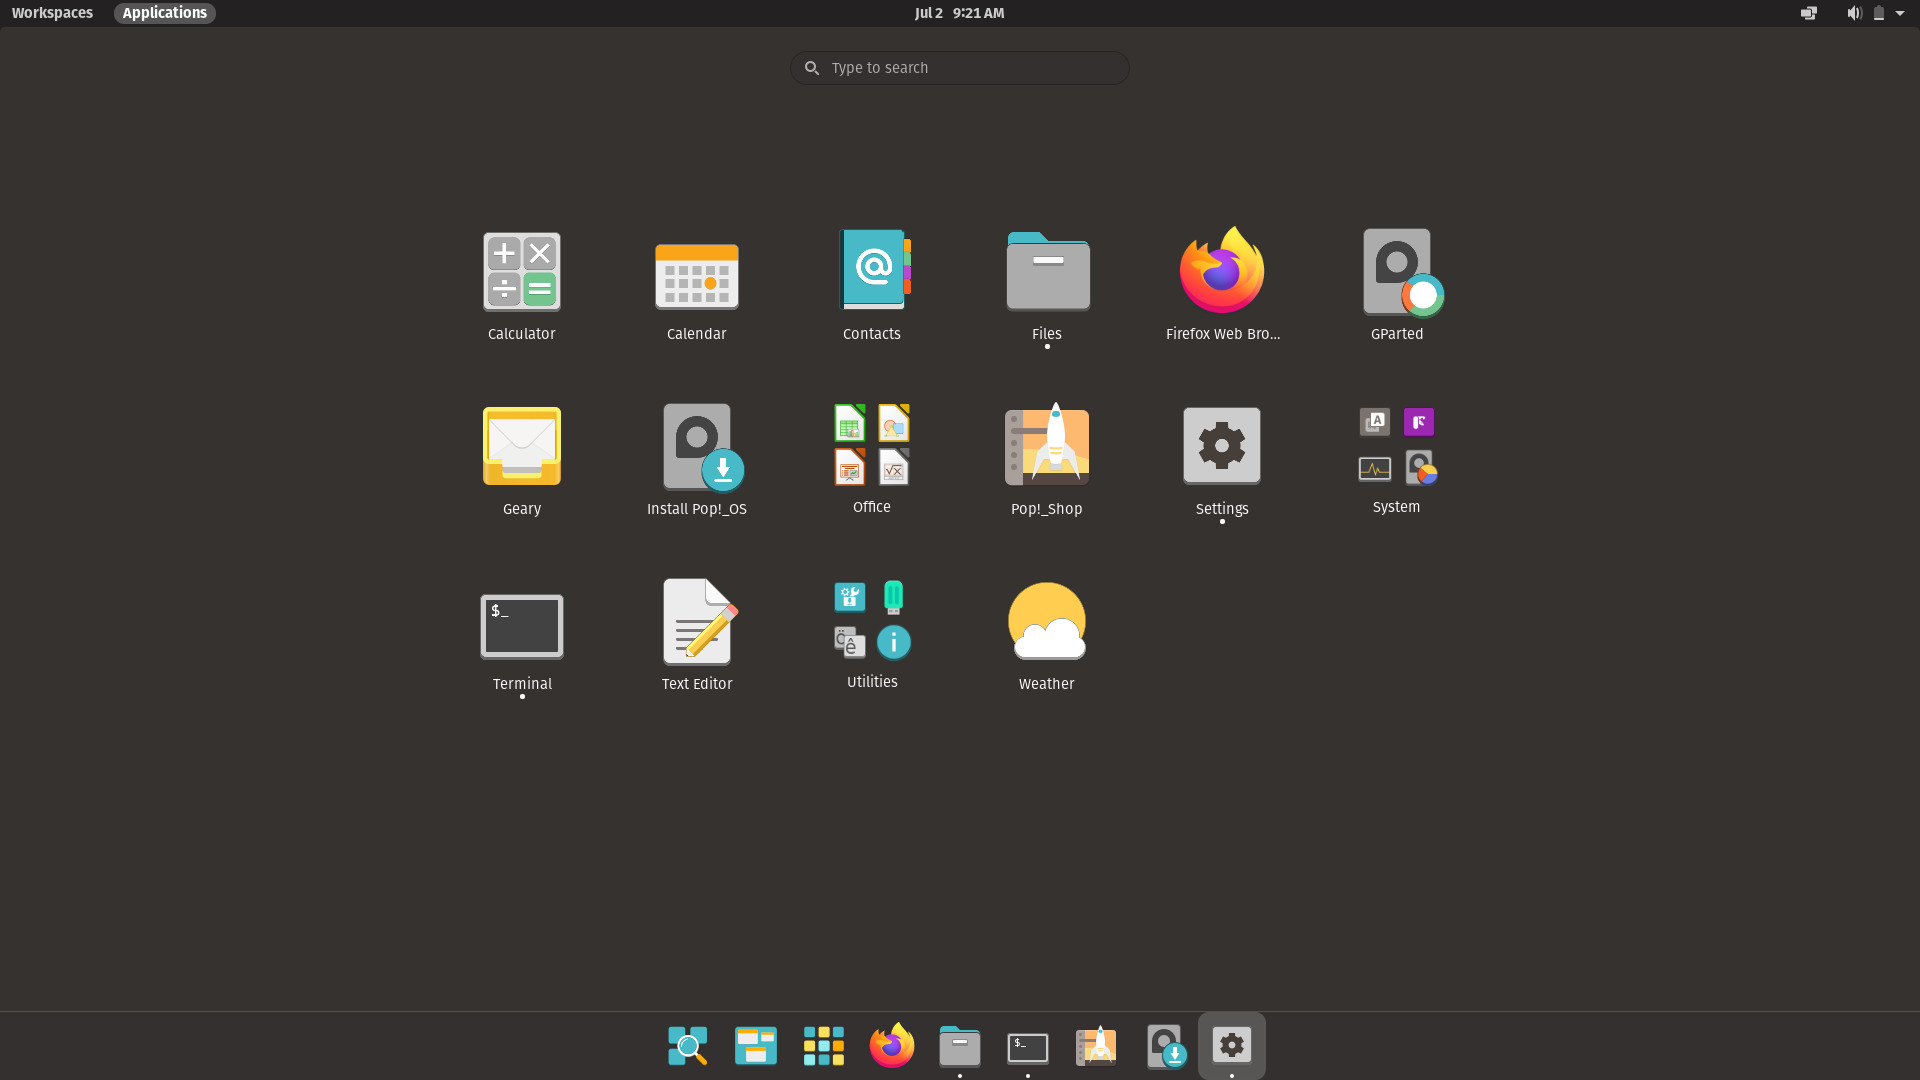 Workspaces Applications Jul 2 9:21 AM
Type to search
Calculator Calendar Contacts Files Firefox Web Bro... GParted
Geary Install Pop!_OS Office Pop!_Shop Settings System
$_
Terminal Text Editor Utilities Weather
$_